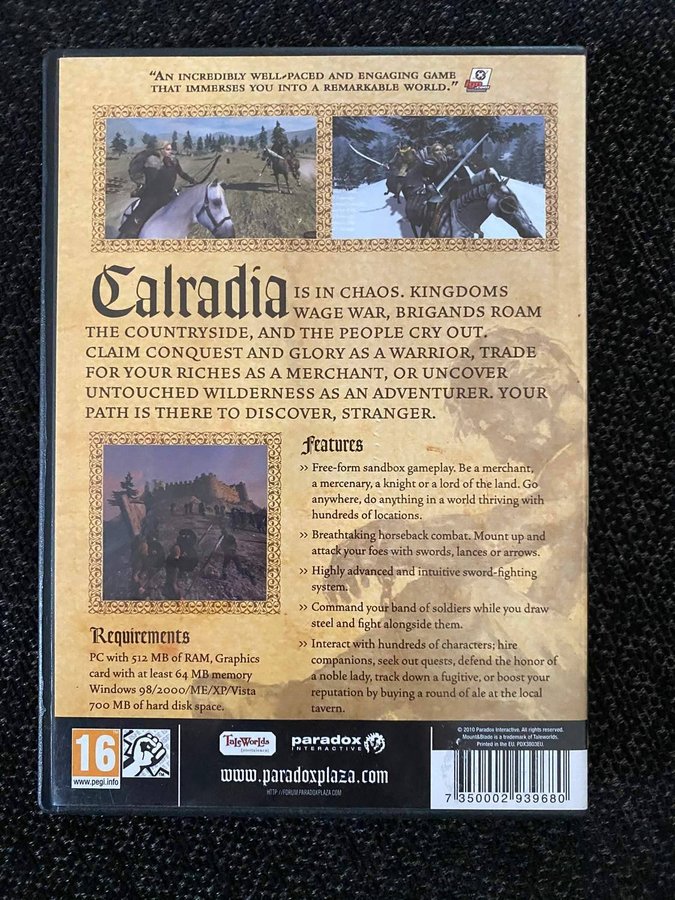 “AN INCREDIBLY WELL-PACED AND ENGAGING GAME
THAT IMMERSES YOU INTO A REMARKABLE WORLD.”
Calradia IS IN CHAOS. KINGDOMS
WAGE WAR, BRIGANDS ROAM
THE COUNTRYSIDE, AND THE PEOPLE CRY OUT.
CLAIM CONQUEST AND GLORY AS A WARRIOR, TRADE
FOR YOUR RICHES AS A MERCHANT, OR UNCOVER
UNTOUCHED WILDERNESS AS AN ADVENTURER. YOUR
PATH IS THERE TO DISCOVER, STRANGER.
Features
›› Free-form sandbox gameplay. Be a merchant,
a mercenary, a knight or a lord of the land. Go
anywhere, do anything in a world thriving with
hundreds of locations.
›› Breathtaking horseback combat. Mount up and
attack your foes with swords, lances or arrows.
›› Highly advanced and intuitive sword-fighting
system.
›› Command your band of soldiers while you draw
steel and fight alongside them.
›› Interact with hundreds of characters; hire
companions, seek out quests, defend the honor of
a noble lady, track down a fugitive, or boost your
reputation by buying a round of ale at the local
tavern.
Requirements
PC with 512 MB of RAM, Graphics
card with at least 64 MB memory
Windows 98/2000/ME/XP/Vista
700 MB of hard disk space.
16
www.pegi.info
TaleWorlds
paradox
INTERACTIVE
www.paradoxplaza.com
HTTP://FORUM.PARADOXPLAZA.COM
© 2010 Paradox Interactive. All rights reserved.
Mount&Blade is a trademark of Taleworlds.
Printed in the EU. PDX3803EU.
7 350002 939680